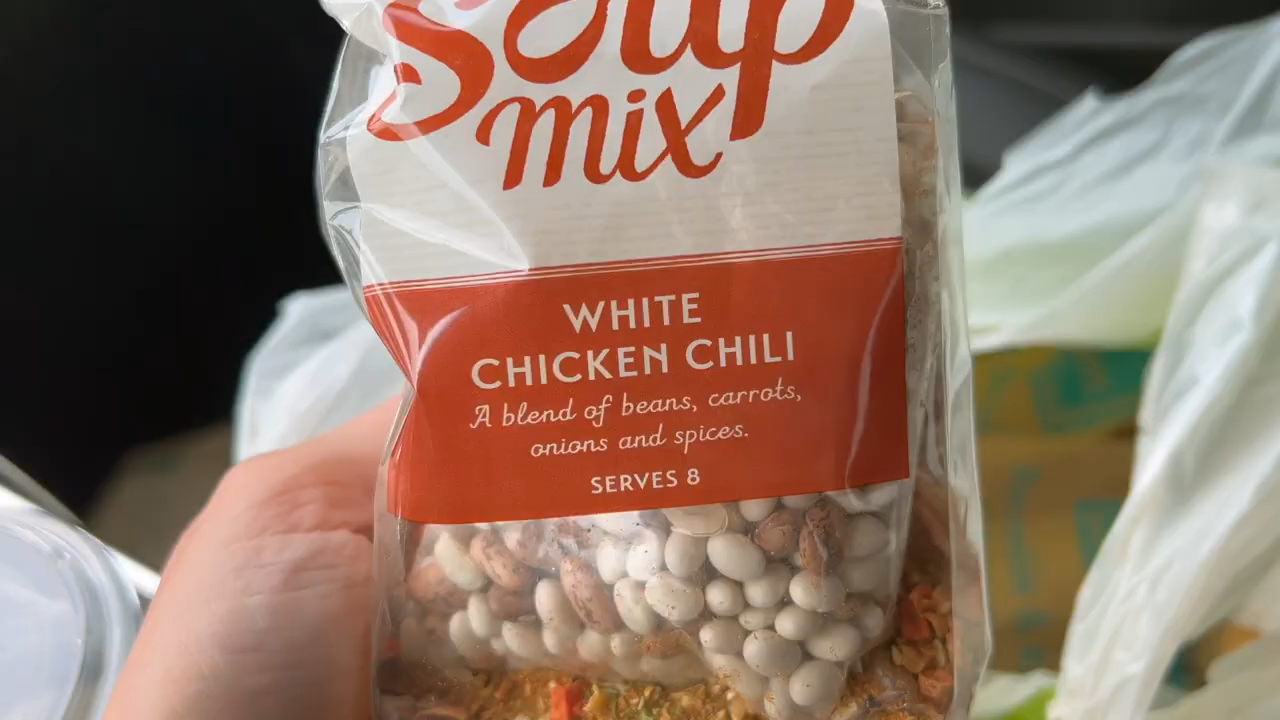 Soup
mix
WHITE
CHICKEN CHILI
A blend of beans, carrots,
onions and spices.
SERVES 8